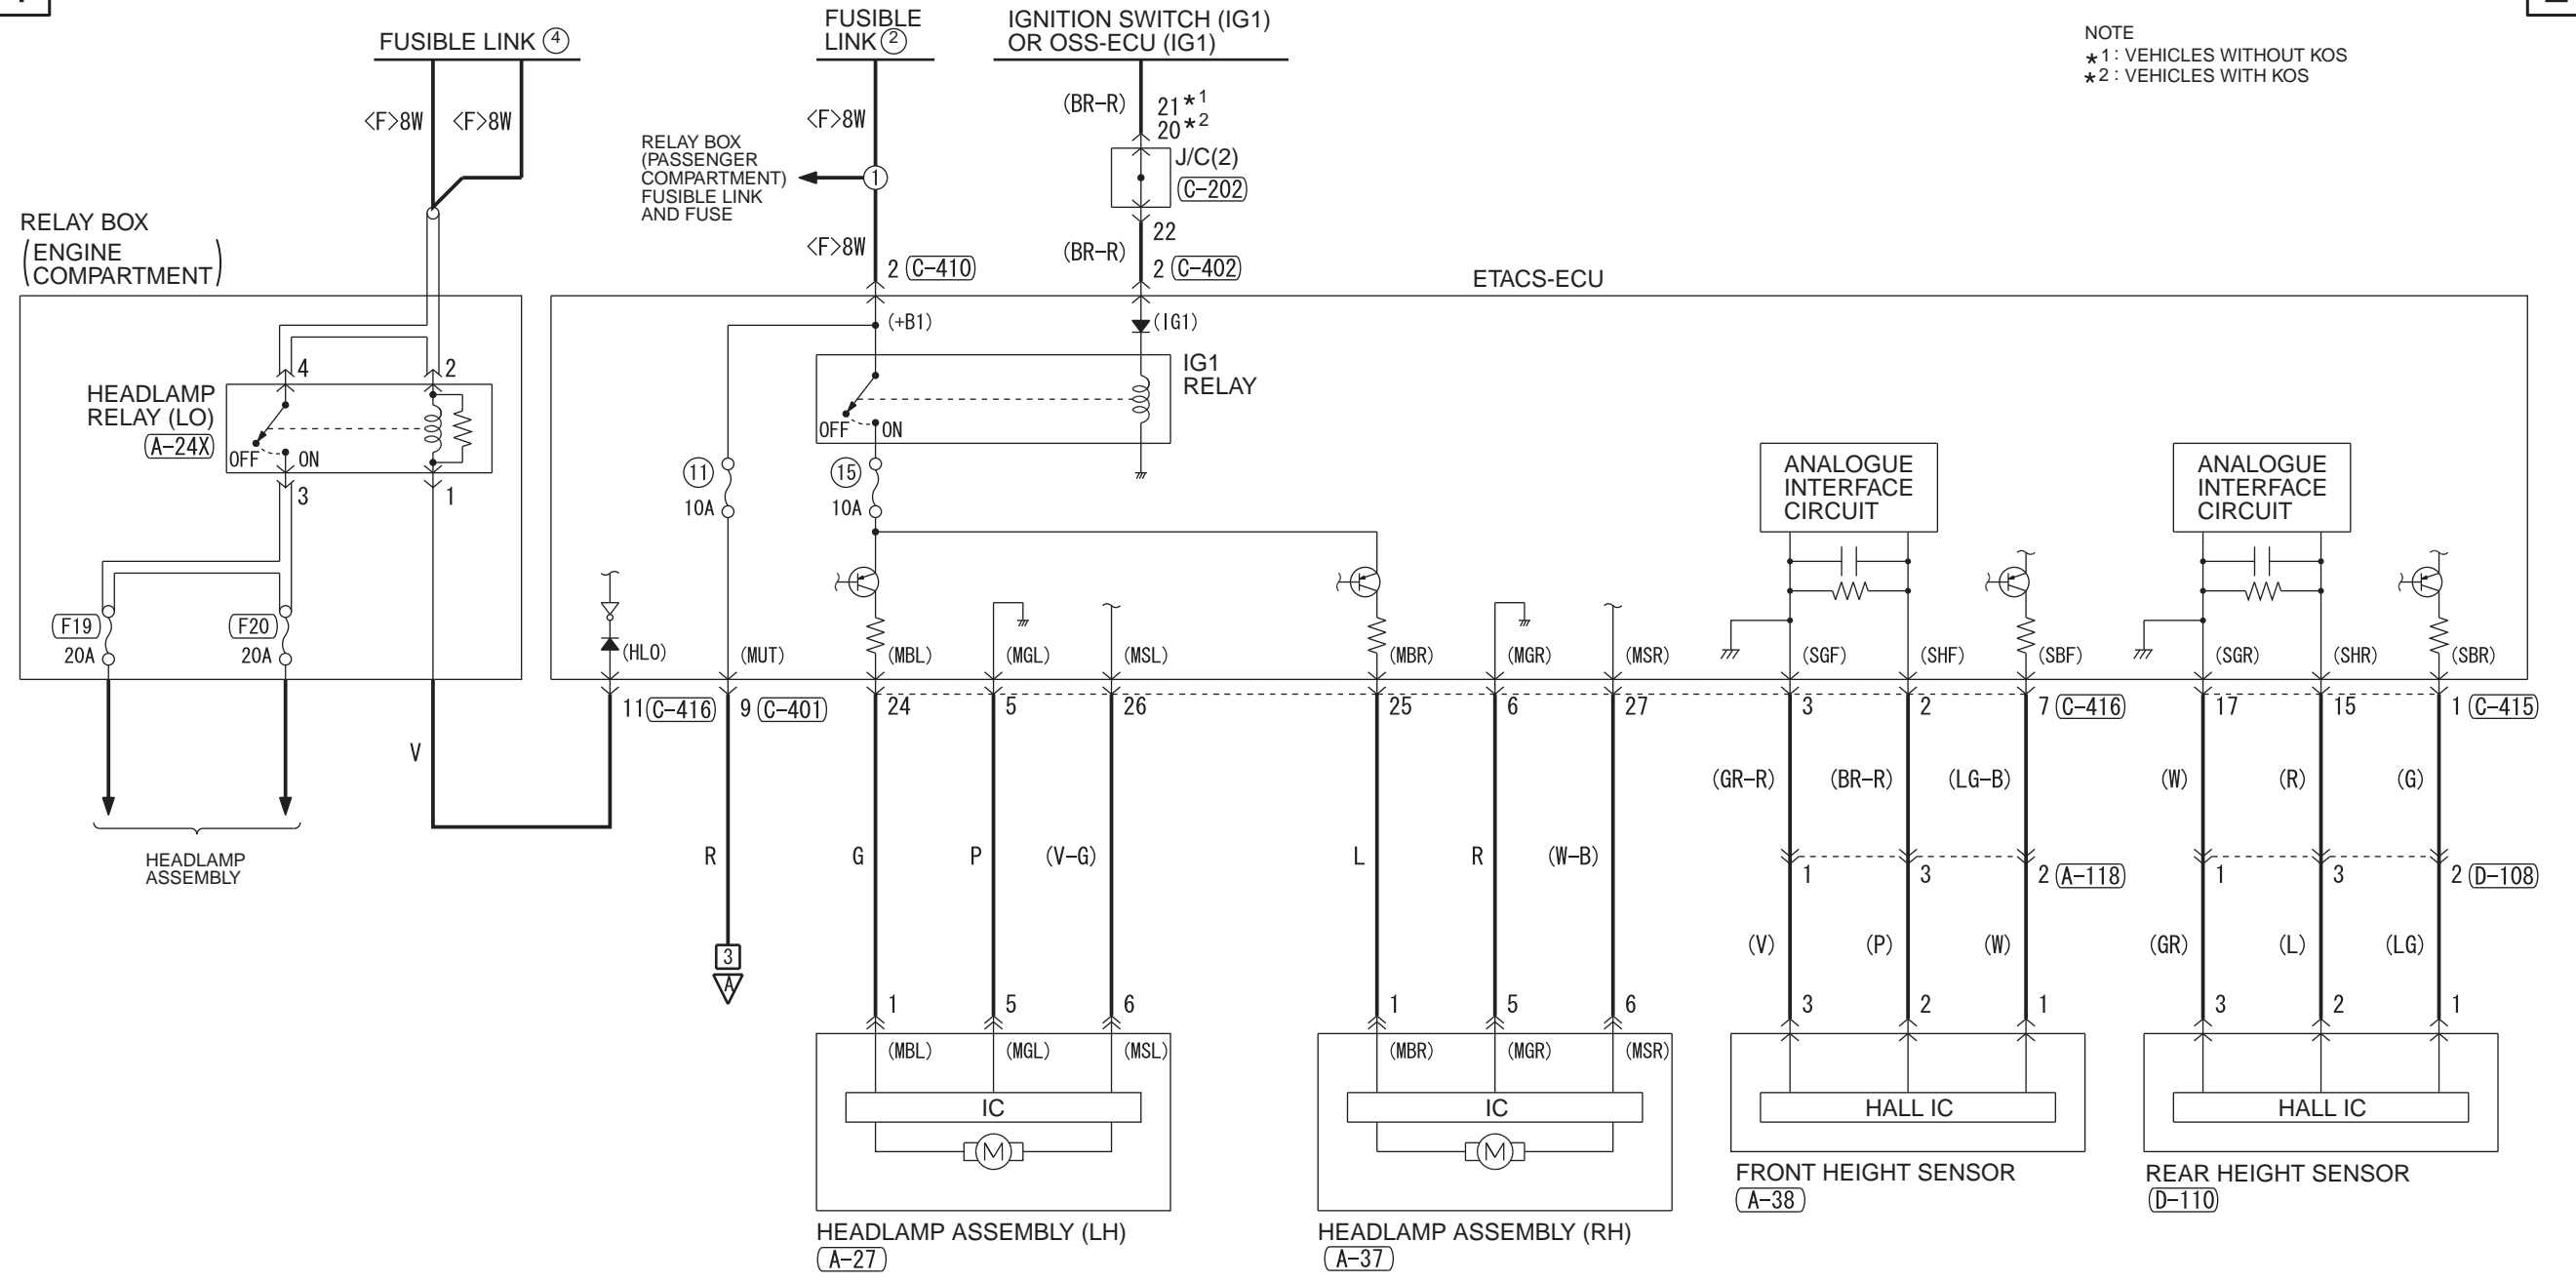 FUSIBLE LINK ④
FUSIBLE
LINK ②
IGNITION SWITCH (IG1)
OR OSS-ECU (IG1)
NOTE
*1 : VEHICLES WITHOUT KOS
*2 : VEHICLES WITH KOS
<F>8W
<F>8W
<F>8W
(BR-R)
21 *1
20 *2
RELAY BOX
(PASSENGER
COMPARTMENT)
FUSIBLE LINK
AND FUSE
1
J/C(2)
C-202
22
<F>8W
(BR-R)
2 C-410
2 C-402
RELAY BOX
(ENGINE
COMPARTMENT)
ETACS-ECU
(+B1)
(IG1)
IG1
RELAY
4
2
HEADLAMP
RELAY (LO)
A-24X
OFF
ON
3
1
OFF
ON
11
10A
15
10A
ANALOGUE
INTERFACE
CIRCUIT
ANALOGUE
INTERFACE
CIRCUIT
F19
20A
F20
20A
(HLO)
(MUT)
(MBL)
(MGL)
(MSL)
(MBR)
(MGR)
(MSR)
(SGF)
(SHF)
(SBF)
(SGR)
(SHR)
(SBR)
11 C-416
9 C-401
24
5
26
25
6
27
3
2
7 C-416
17
15
1 C-415
V
(GR-R)
(BR-R)
(LG-B)
(W)
(R)
(G)
HEADLAMP
ASSEMBLY
R
G
P
(V-G)
L
R
(W-B)
1
3
2 A-118
1
3
2 D-108
3
A
(V)
(P)
(W)
(GR)
(L)
(LG)
1
5
6
1
5
6
3
2
1
3
2
1
(MBL)
(MGL)
(MSL)
(MBR)
(MGR)
(MSR)
IC
IC
HALL IC
HALL IC
M
M
FRONT HEIGHT SENSOR
A-38
REAR HEIGHT SENSOR
D-110
HEADLAMP ASSEMBLY (LH)
A-27
HEADLAMP ASSEMBLY (RH)
A-37